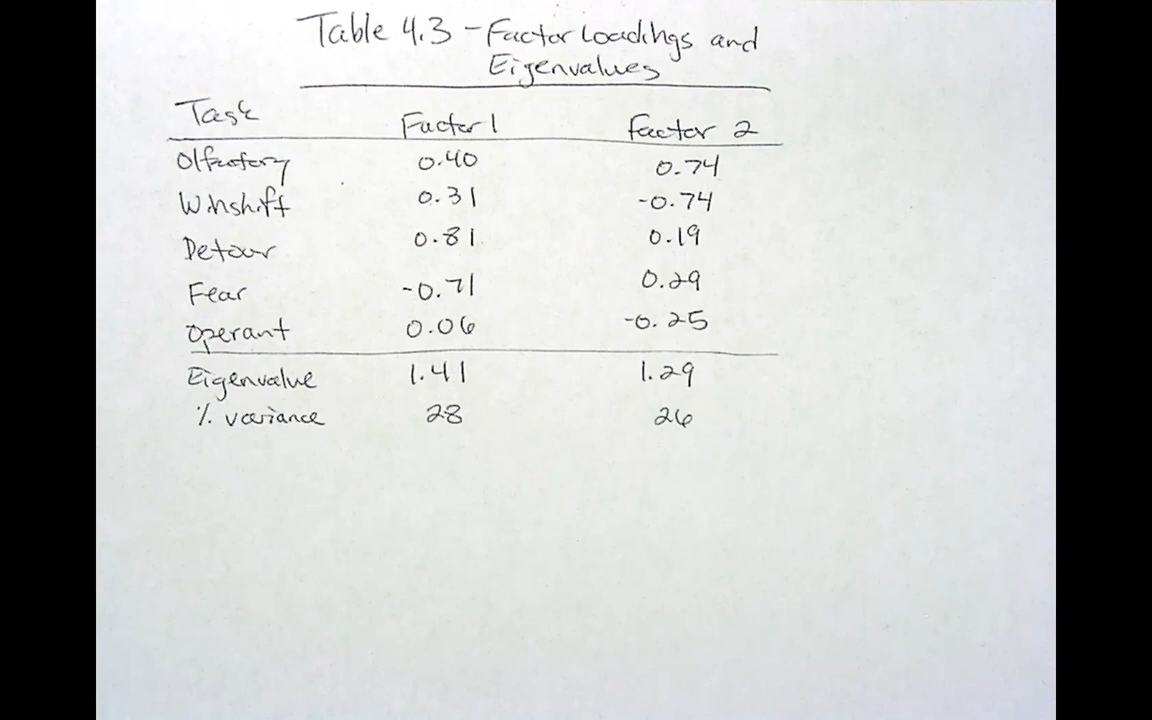 Table 4.3 - Factor Loadings and
Eigenvalues
Task Factor 1 Factor 2
Olfactory 0.40 0.74
Winshift 0.31 -0.74
Detour 0.81 0.19
Fear -0.71 0.29
Operant 0.06 -0.25
Eigenvalue 1.41 1.29
% variance 28 26